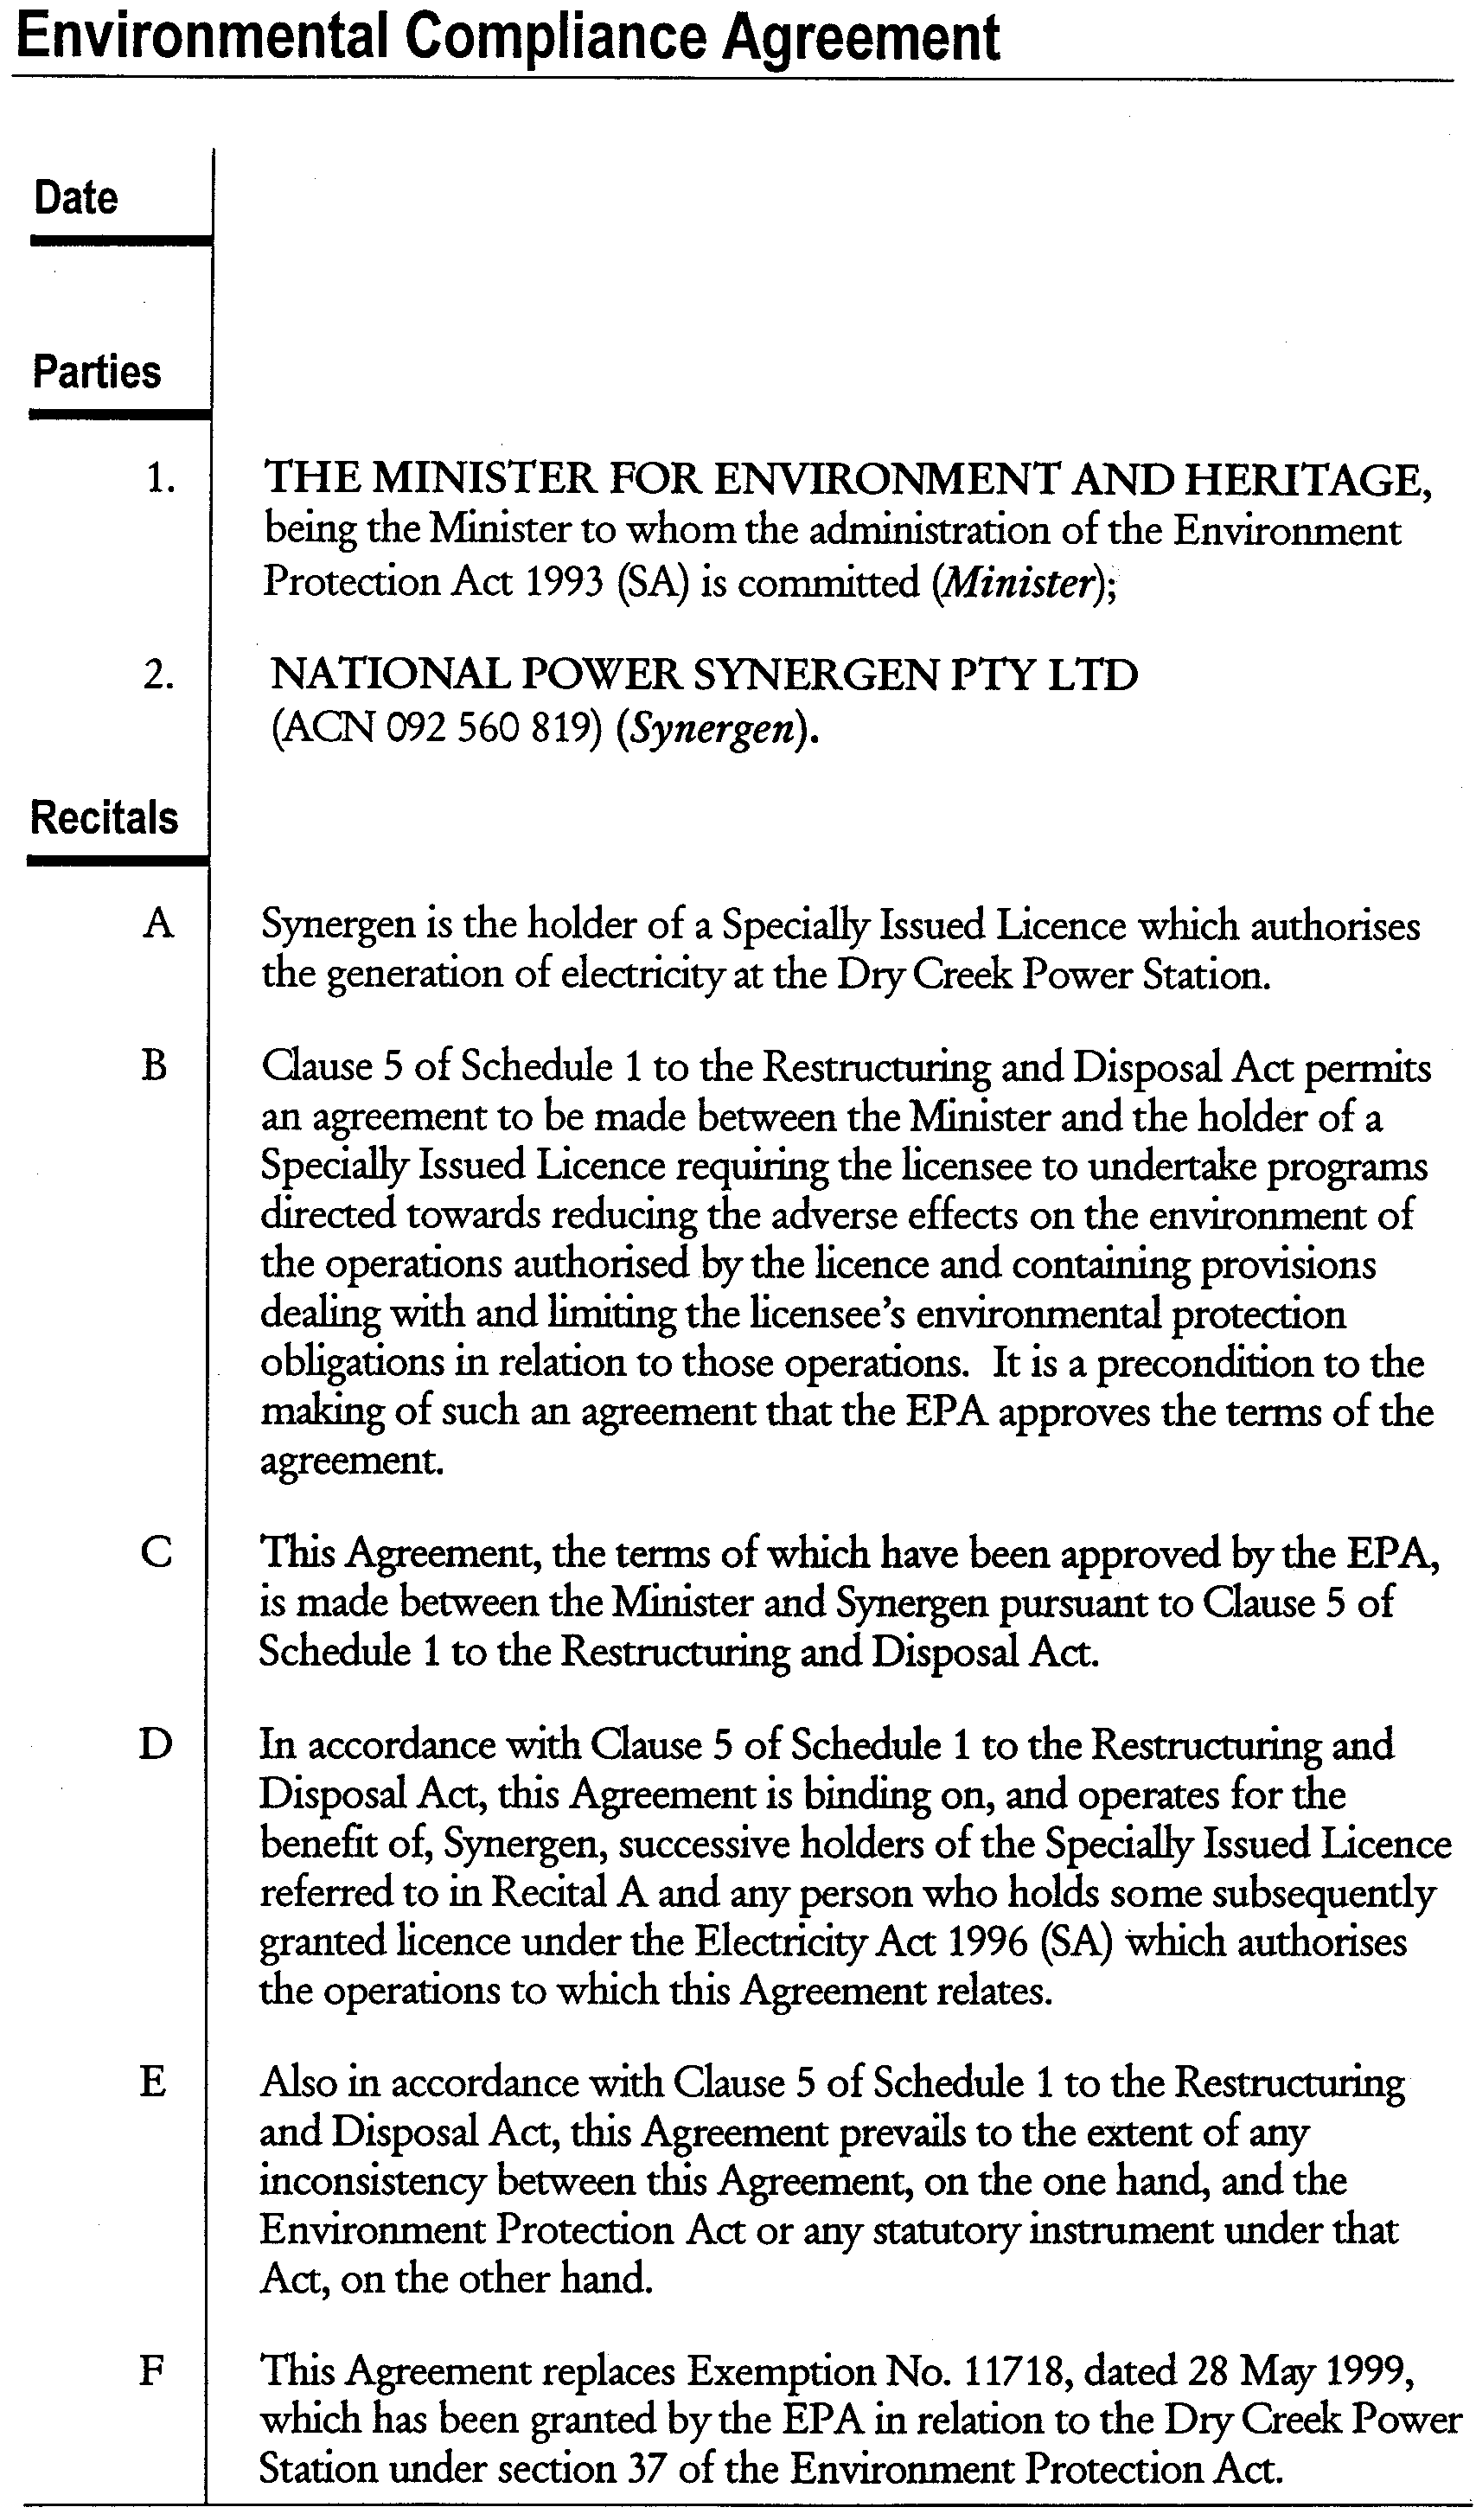 Environmental Compliance Agreement
Date
Parties
1. THE MINISTER FOR ENVIRONMENT AND HERITAGE,
being the Minister to whom the administration of the Environment
Protection Act 1993 (SA) is committed (Minister);
2. NATIONAL POWER SYNERGEN PTY LTD
(ACN 092 560 819) (Synergen).
Recitals
A Synergen is the holder of a Specially Issued Licence which authorises
the generation of electricity at the Dry Creek Power Station.
B Clause 5 of Schedule 1 to the Restructuring and Disposal Act permits
an agreement to be made between the Minister and the holder of a
Specially Issued Licence requiring the licensee to undertake programs
directed towards reducing the adverse effects on the environment of
the operations authorised by the licence and containing provisions
dealing with and limiting the licensee's environmental protection
obligations in relation to those operations. It is a precondition to the
making of such an agreement that the EPA approves the terms of the
agreement.
C This Agreement, the terms of which have been approved by the EPA,
is made between the Minister and Synergen pursuant to Clause 5 of
Schedule 1 to the Restructuring and Disposal Act.
D In accordance with Clause 5 of Schedule 1 to the Restructuring and
Disposal Act, this Agreement is binding on, and operates for the
benefit of, Synergen, successive holders of the Specially Issued Licence
referred to in Recital A and any person who holds some subsequently
granted licence under the Electricity Act 1996 (SA) which authorises
the operations to which this Agreement relates.
E Also in accordance with Clause 5 of Schedule 1 to the Restructuring
and Disposal Act, this Agreement prevails to the extent of any
inconsistency between this Agreement, on the one hand, and the
Environment Protection Act or any statutory instrument under that
Act, on the other hand.
F This Agreement replaces Exemption No. 11718, dated 28 May 1999,
which has been granted by the EPA in relation to the Dry Creek Power
Station under section 37 of the Environment Protection Act.